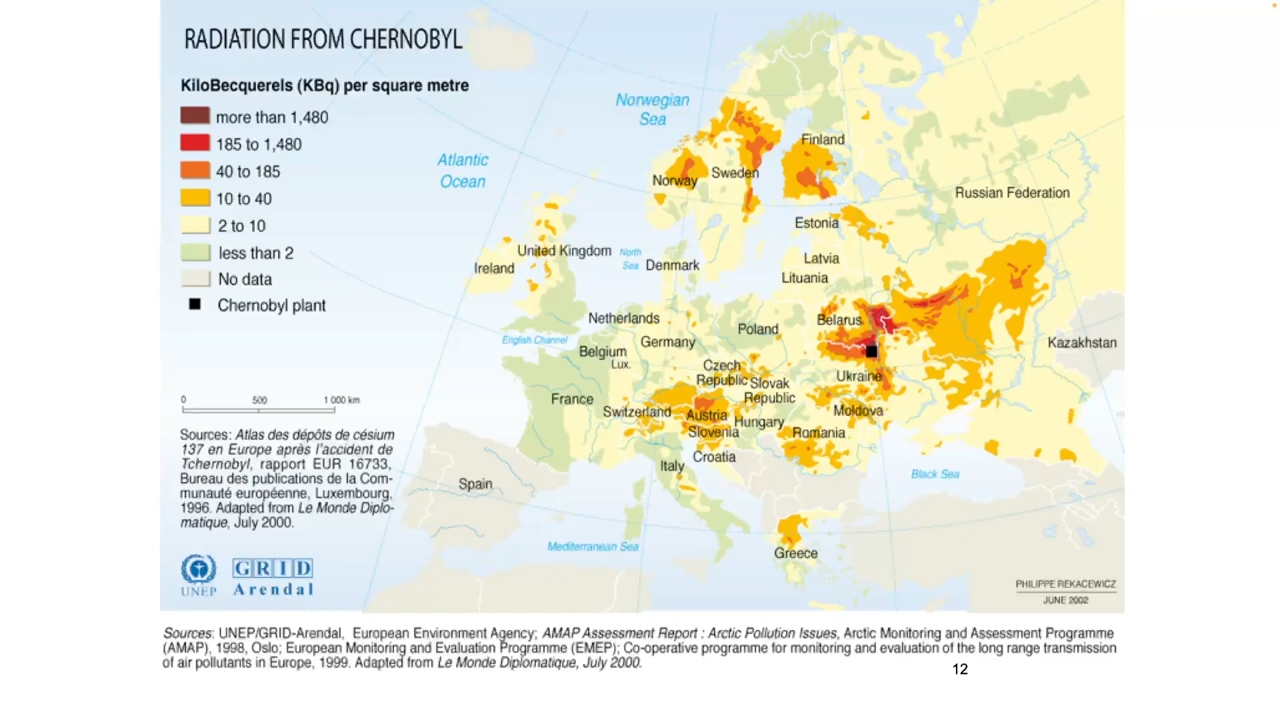 RADIATION FROM CHERNOBYL
KiloBecquerels (KBq) per square metre
more than 1,480
185 to 1,480
40 to 185
10 to 40
2 to 10
less than 2
No data
Chernobyl plant
Norwegian
Sea
Atlantic
Ocean
Finland
Sweden
Norway
Russian Federation
Estonia
United Kingdom
North
Sea
Ireland
Denmark
Latvia
Lituania
Netherlands
Belarus
Poland
English Channel
Germany
Kazakhstan
Belgium
Lux.
Czech
Republic
Slovak
Republic
Ukraine
France
Switzerland
Austria
Hungary
Moldova
Slovenia
Romania
Croatia
Italy
Spain
Black Sea
Mediterranean Sea
Greece
0 500 1 000 km
Sources: Atlas des dépôts de césium
137 en Europe après l'accident de
Tchernobyl, rapport EUR 16733,
Bureau des publications de la Com-
munauté européenne, Luxembourg,
1996. Adapted from Le Monde Diplo-
matique, July 2000.
UNEP
GRID
Arendal
PHILIPPE REKACEWICZ
JUNE 2002
Sources: UNEP/GRID-Arendal, European Environment Agency; AMAP Assessment Report : Arctic Pollution Issues, Arctic Monitoring and Assessment Programme
(AMAP), 1998, Oslo; European Monitoring and Evaluation Programme (EMEP); Co-operative programme for monitoring and evaluation of the long range transmission
of air pollutants in Europe, 1999. Adapted from Le Monde Diplomatique, July 2000.
12